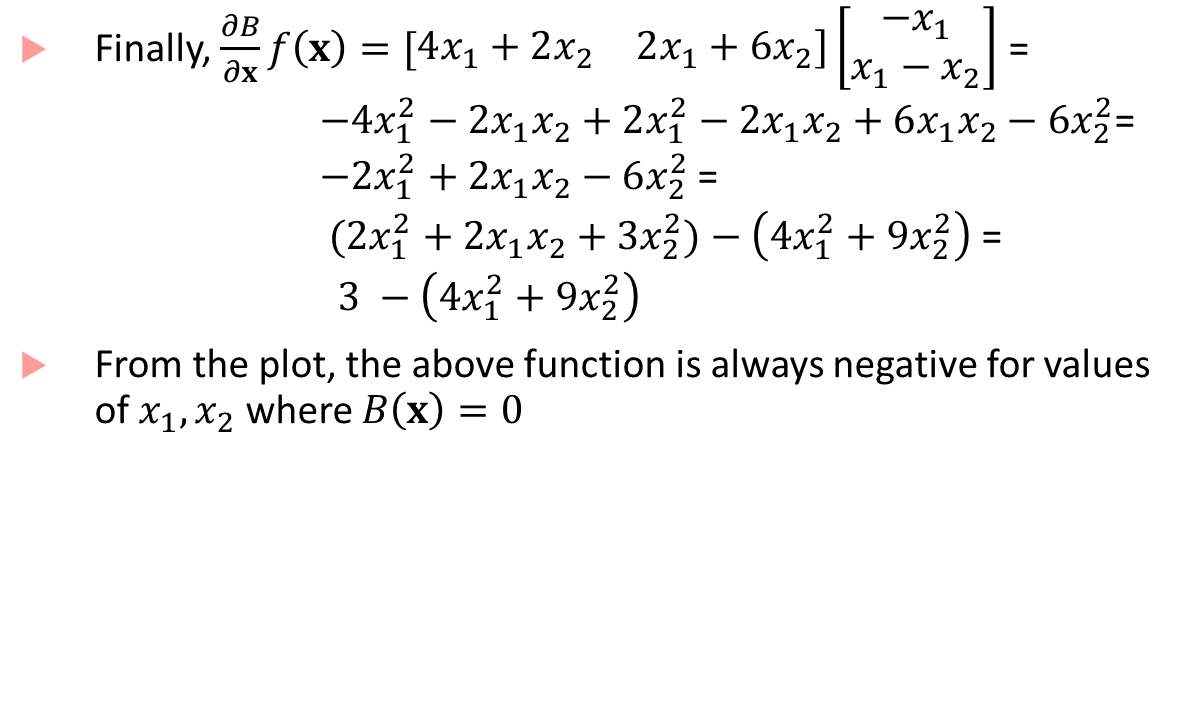 Finally, ∂B/∂x f(x) = [4x₁ + 2x₂   2x₁ + 6x₂] [−x₁; x₁ − x₂] =
−4x₁² − 2x₁x₂ + 2x₁² − 2x₁x₂ + 6x₁x₂ − 6x₂²=
−2x₁² + 2x₁x₂ − 6x₂² =
(2x₁² + 2x₁x₂ + 3x₂²) − (4x₁² + 9x₂²) =
3 − (4x₁² + 9x₂²)
From the plot, the above function is always negative for values
of x₁, x₂ where B(x) = 0